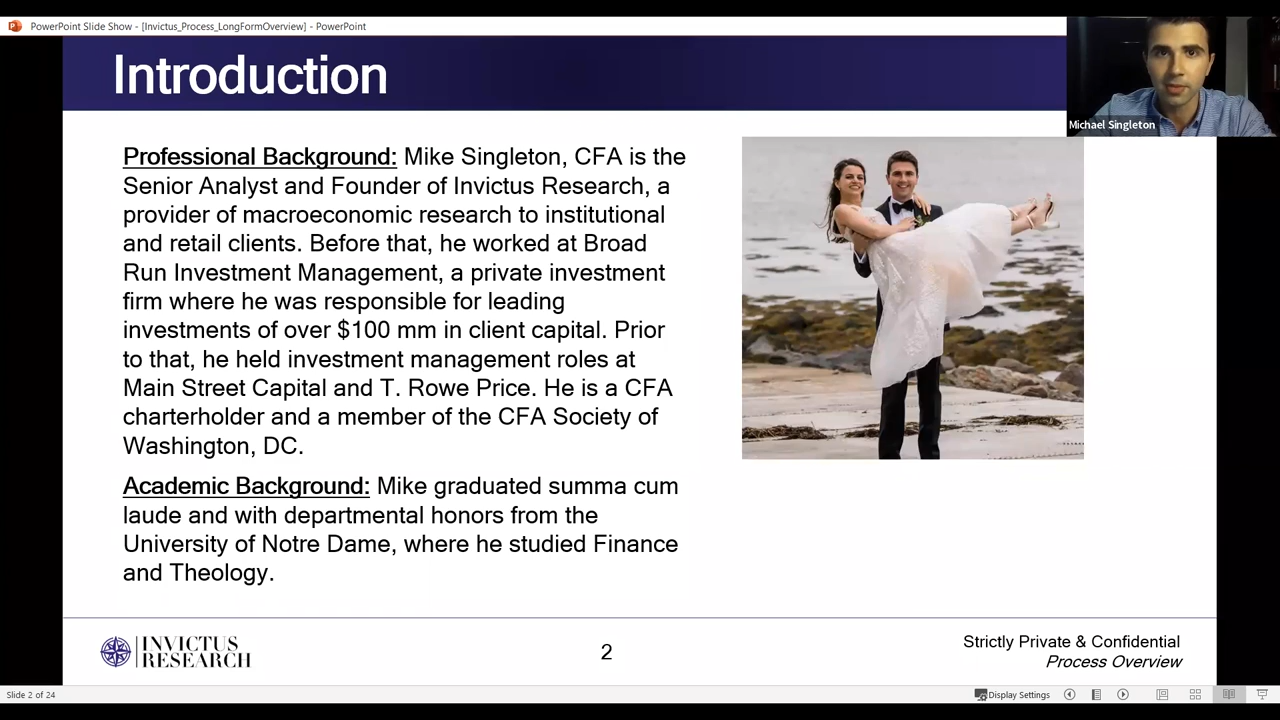 PowerPoint Slide Show - [Invictus_Process_LongFormOverview] - PowerPoint
Introduction
Michael Singleton
Professional Background: Mike Singleton, CFA is the
Senior Analyst and Founder of Invictus Research, a
provider of macroeconomic research to institutional
and retail clients. Before that, he worked at Broad
Run Investment Management, a private investment
firm where he was responsible for leading
investments of over $100 mm in client capital. Prior
to that, he held investment management roles at
Main Street Capital and T. Rowe Price. He is a CFA
charterholder and a member of the CFA Society of
Washington, DC.
Academic Background: Mike graduated summa cum
laude and with departmental honors from the
University of Notre Dame, where he studied Finance
and Theology.
INVICTUS
RESEARCH
2
Strictly Private & Confidential
Process Overview
Slide 2 of 24
Display Settings